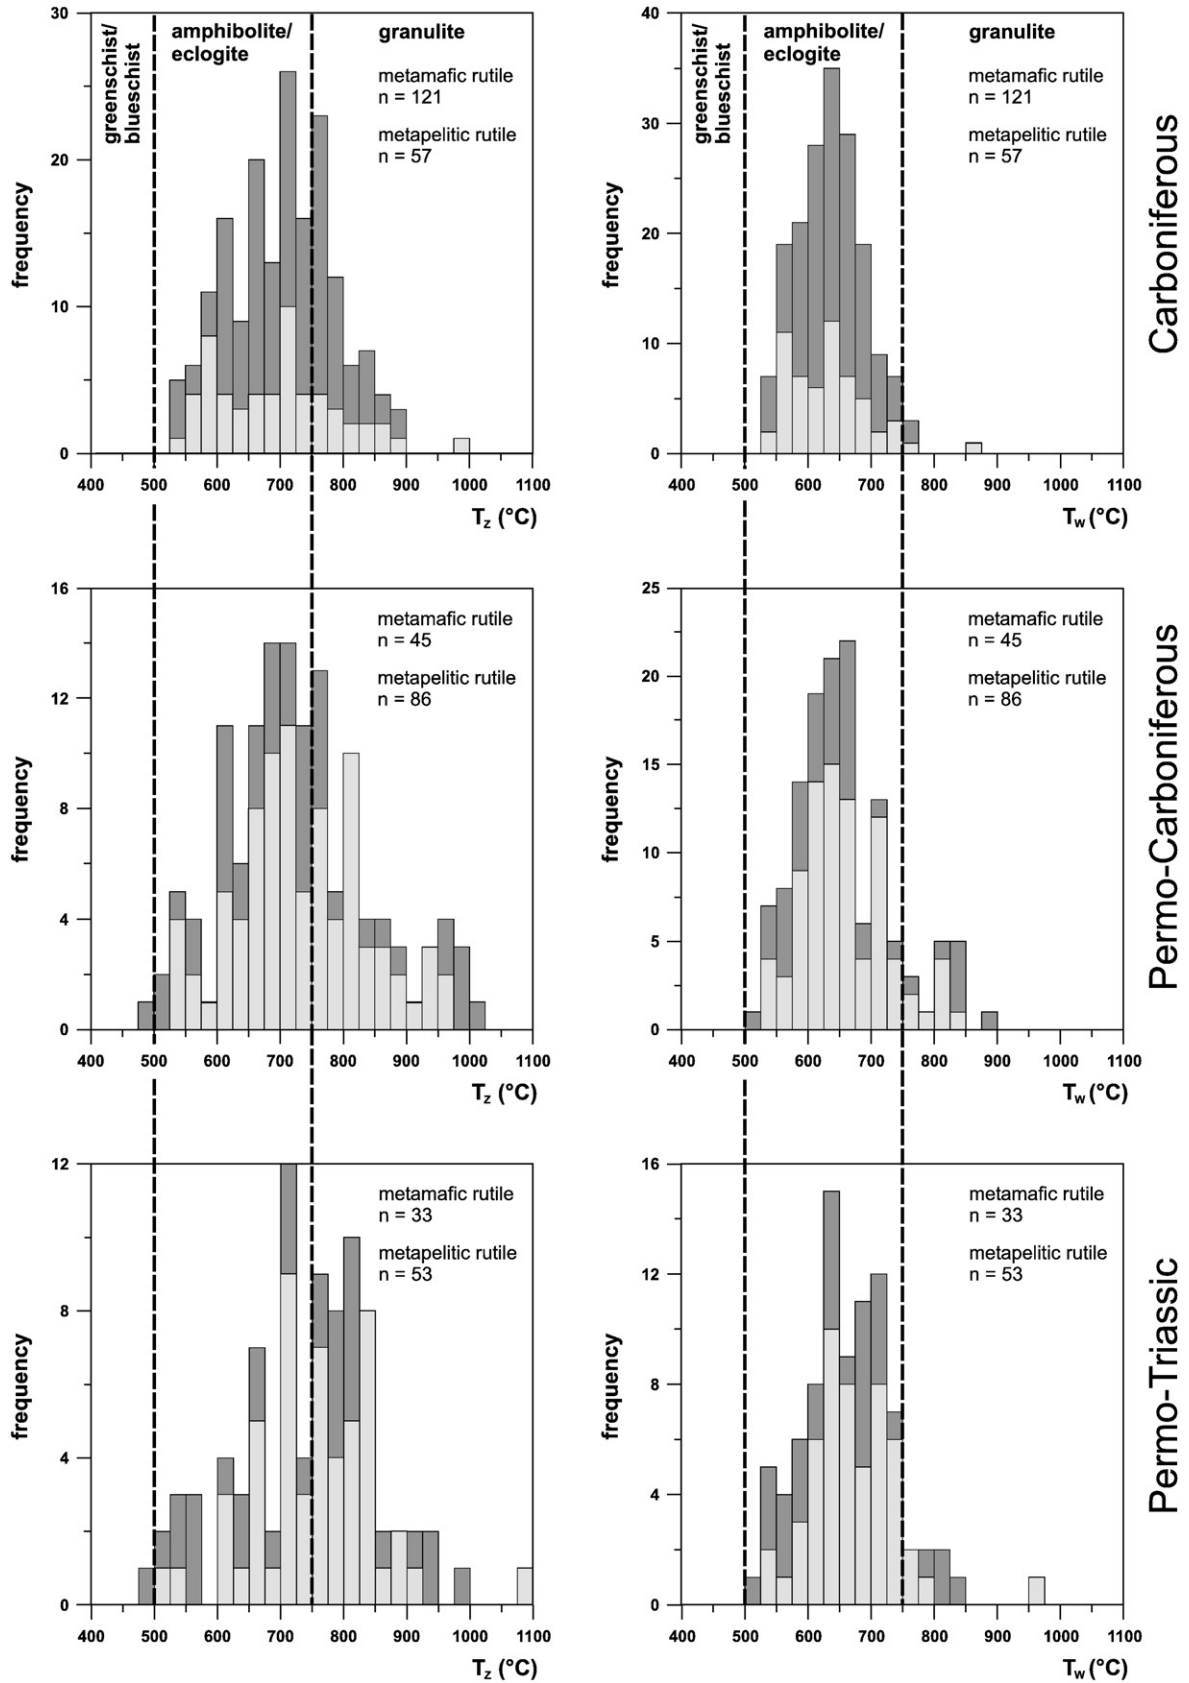 greenschist/
blueschist
amphibolite/
eclogite
granulite
metamafic rutile
n = 121
metapelitic rutile
n = 57
frequency
30
20
10
0
400 500 600 700 800 900 1000 1100
Tz (°C)
greenschist/
blueschist
amphibolite/
eclogite
granulite
metamafic rutile
n = 121
metapelitic rutile
n = 57
frequency
40
30
20
10
0
400 500 600 700 800 900 1000 1100
Tw (°C)
Carboniferous
metamafic rutile
n = 45
metapelitic rutile
n = 86
frequency
16
12
8
4
0
400 500 600 700 800 900 1000 1100
Tz (°C)
metamafic rutile
n = 45
metapelitic rutile
n = 86
frequency
25
20
15
10
5
0
400 500 600 700 800 900 1000 1100
Tw (°C)
Permo-Carboniferous
metamafic rutile
n = 33
metapelitic rutile
n = 53
frequency
12
8
4
0
400 500 600 700 800 900 1000 1100
Tz (°C)
metamafic rutile
n = 33
metapelitic rutile
n = 53
frequency
16
12
8
4
0
400 500 600 700 800 900 1000 1100
Tw (°C)
Permo-Triassic